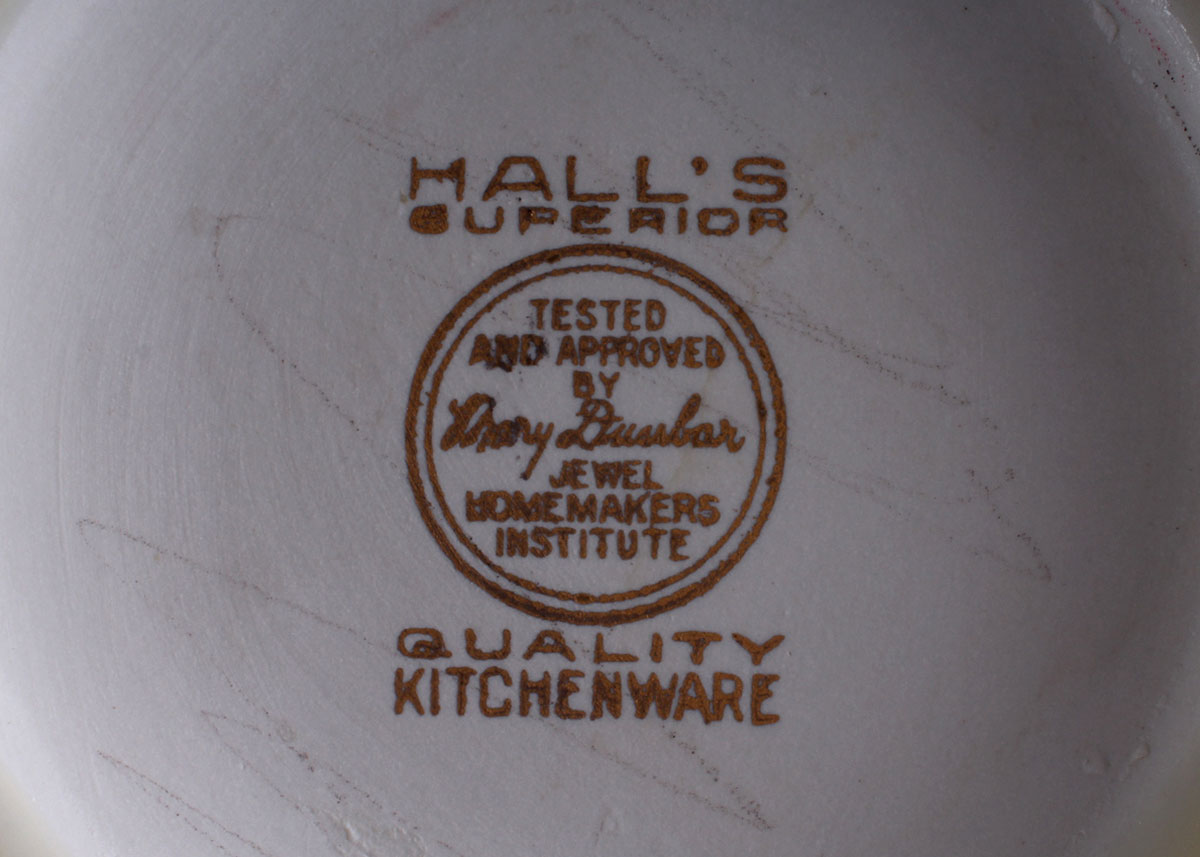 HALL'S
SUPERIOR
TESTED
AND APPROVED
BY
Mary Dunbar
JEWEL
HOMEMAKERS
INSTITUTE
QUALITY
KITCHENWARE